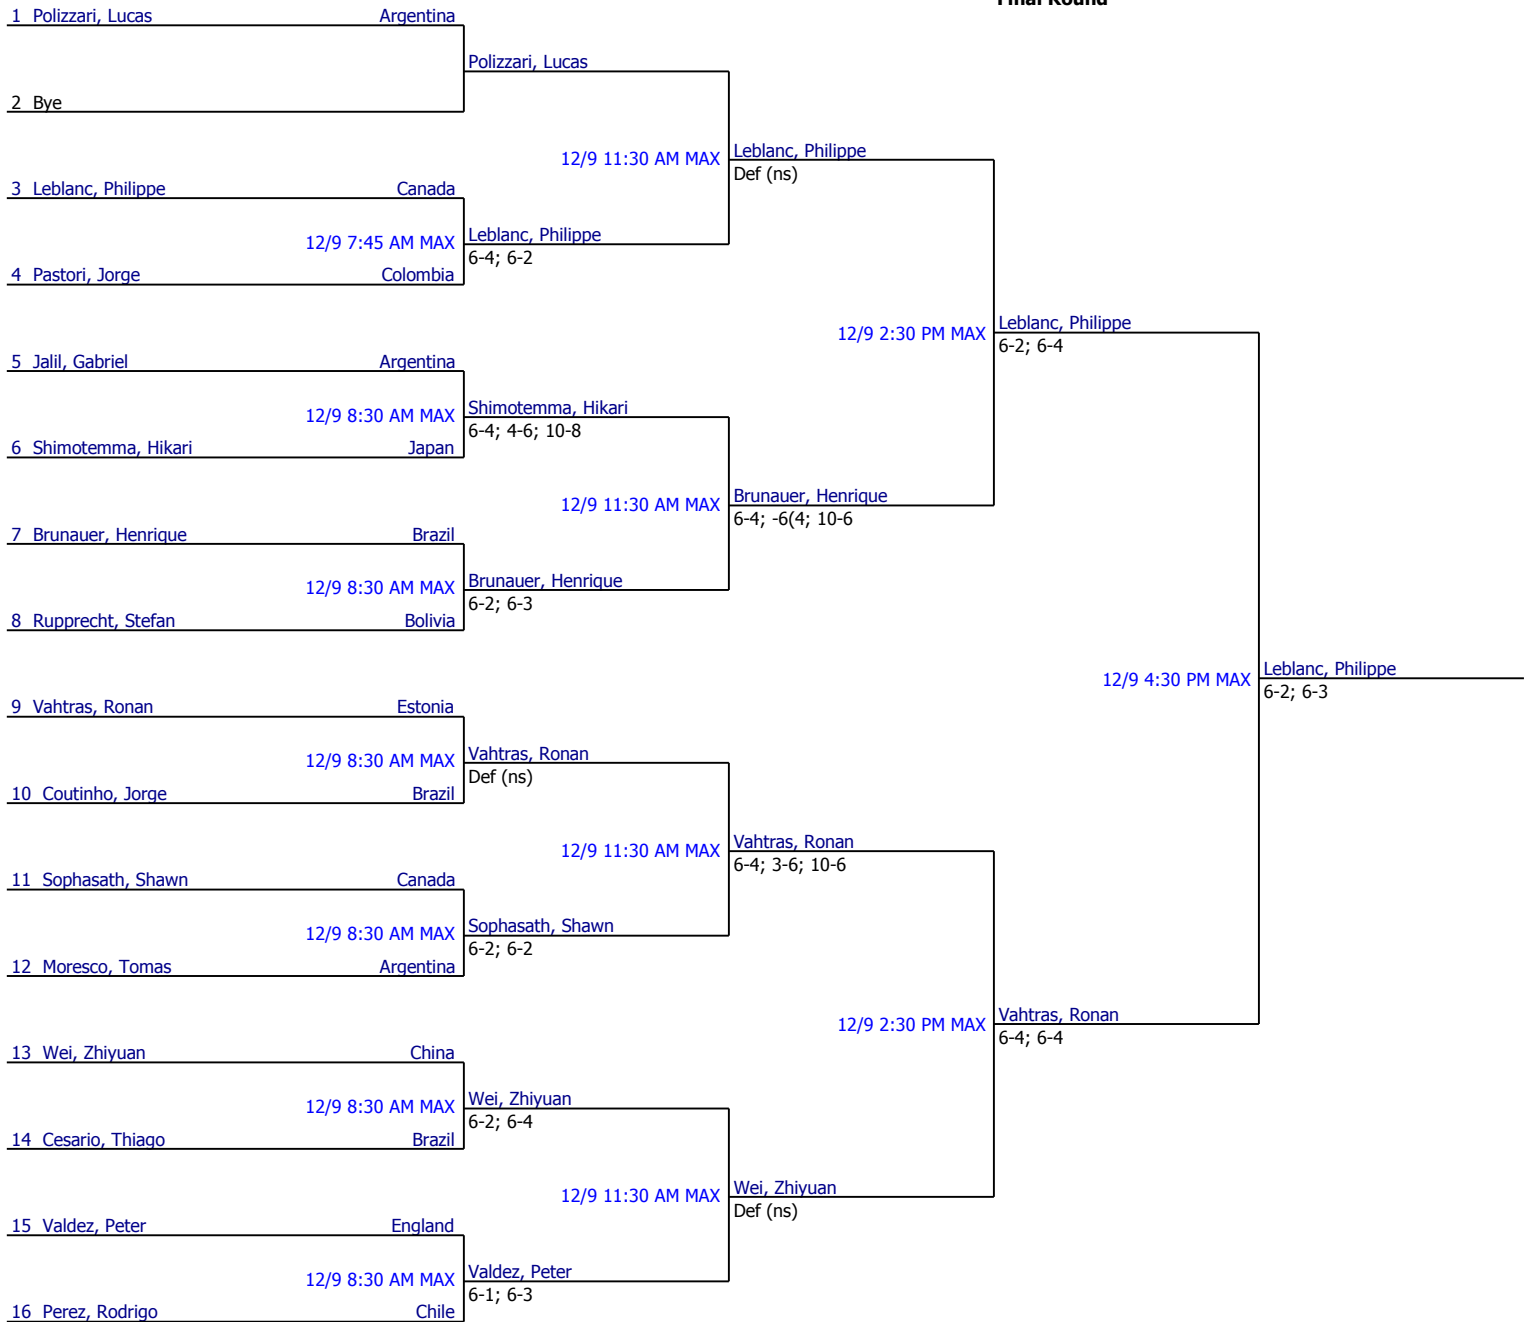 Final Round
1 Polizzari, Lucas Argentina
Polizzari, Lucas
2 Bye
12/9 11:30 AM MAX Leblanc, Philippe
Def (ns)
3 Leblanc, Philippe Canada
12/9 7:45 AM MAX Leblanc, Philippe
6-4; 6-2
4 Pastori, Jorge Colombia
12/9 2:30 PM MAX Leblanc, Philippe
6-2; 6-4
5 Jalil, Gabriel Argentina
12/9 8:30 AM MAX Shimotemma, Hikari
6-4; 4-6; 10-8
6 Shimotemma, Hikari Japan
12/9 11:30 AM MAX Brunauer, Henrique
6-4; -6(4; 10-6
7 Brunauer, Henrique Brazil
12/9 8:30 AM MAX Brunauer, Henrique
6-2; 6-3
8 Rupprecht, Stefan Bolivia
12/9 4:30 PM MAX Leblanc, Philippe
6-2; 6-3
9 Vahtras, Ronan Estonia
12/9 8:30 AM MAX Vahtras, Ronan
Def (ns)
10 Coutinho, Jorge Brazil
12/9 11:30 AM MAX Vahtras, Ronan
6-4; 3-6; 10-6
11 Sophasath, Shawn Canada
12/9 8:30 AM MAX Sophasath, Shawn
6-2; 6-2
12 Moresco, Tomas Argentina
12/9 2:30 PM MAX Vahtras, Ronan
6-4; 6-4
13 Wei, Zhiyuan China
12/9 8:30 AM MAX Wei, Zhiyuan
6-2; 6-4
14 Cesario, Thiago Brazil
12/9 11:30 AM MAX Wei, Zhiyuan
Def (ns)
15 Valdez, Peter England
12/9 8:30 AM MAX Valdez, Peter
6-1; 6-3
16 Perez, Rodrigo Chile